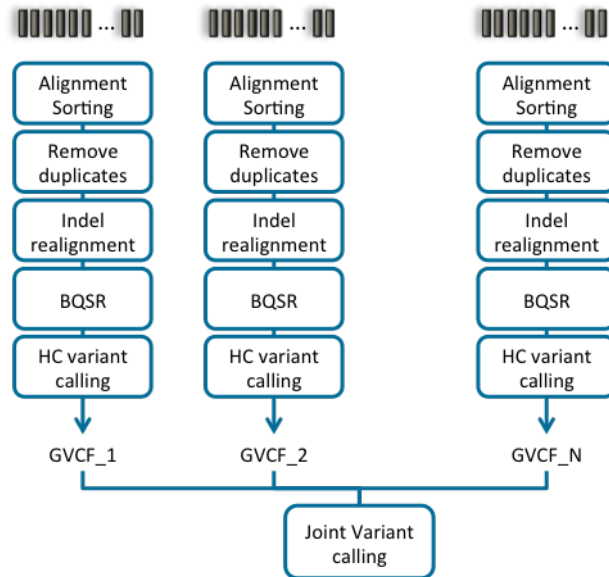 ... ... ...
Alignment Sorting Alignment Sorting Alignment Sorting
Remove duplicates Remove duplicates Remove duplicates
Indel realignment Indel realignment Indel realignment
BQSR BQSR BQSR
HC variant calling HC variant calling HC variant calling
GVCF_1 GVCF_2 GVCF_N
Joint Variant
calling